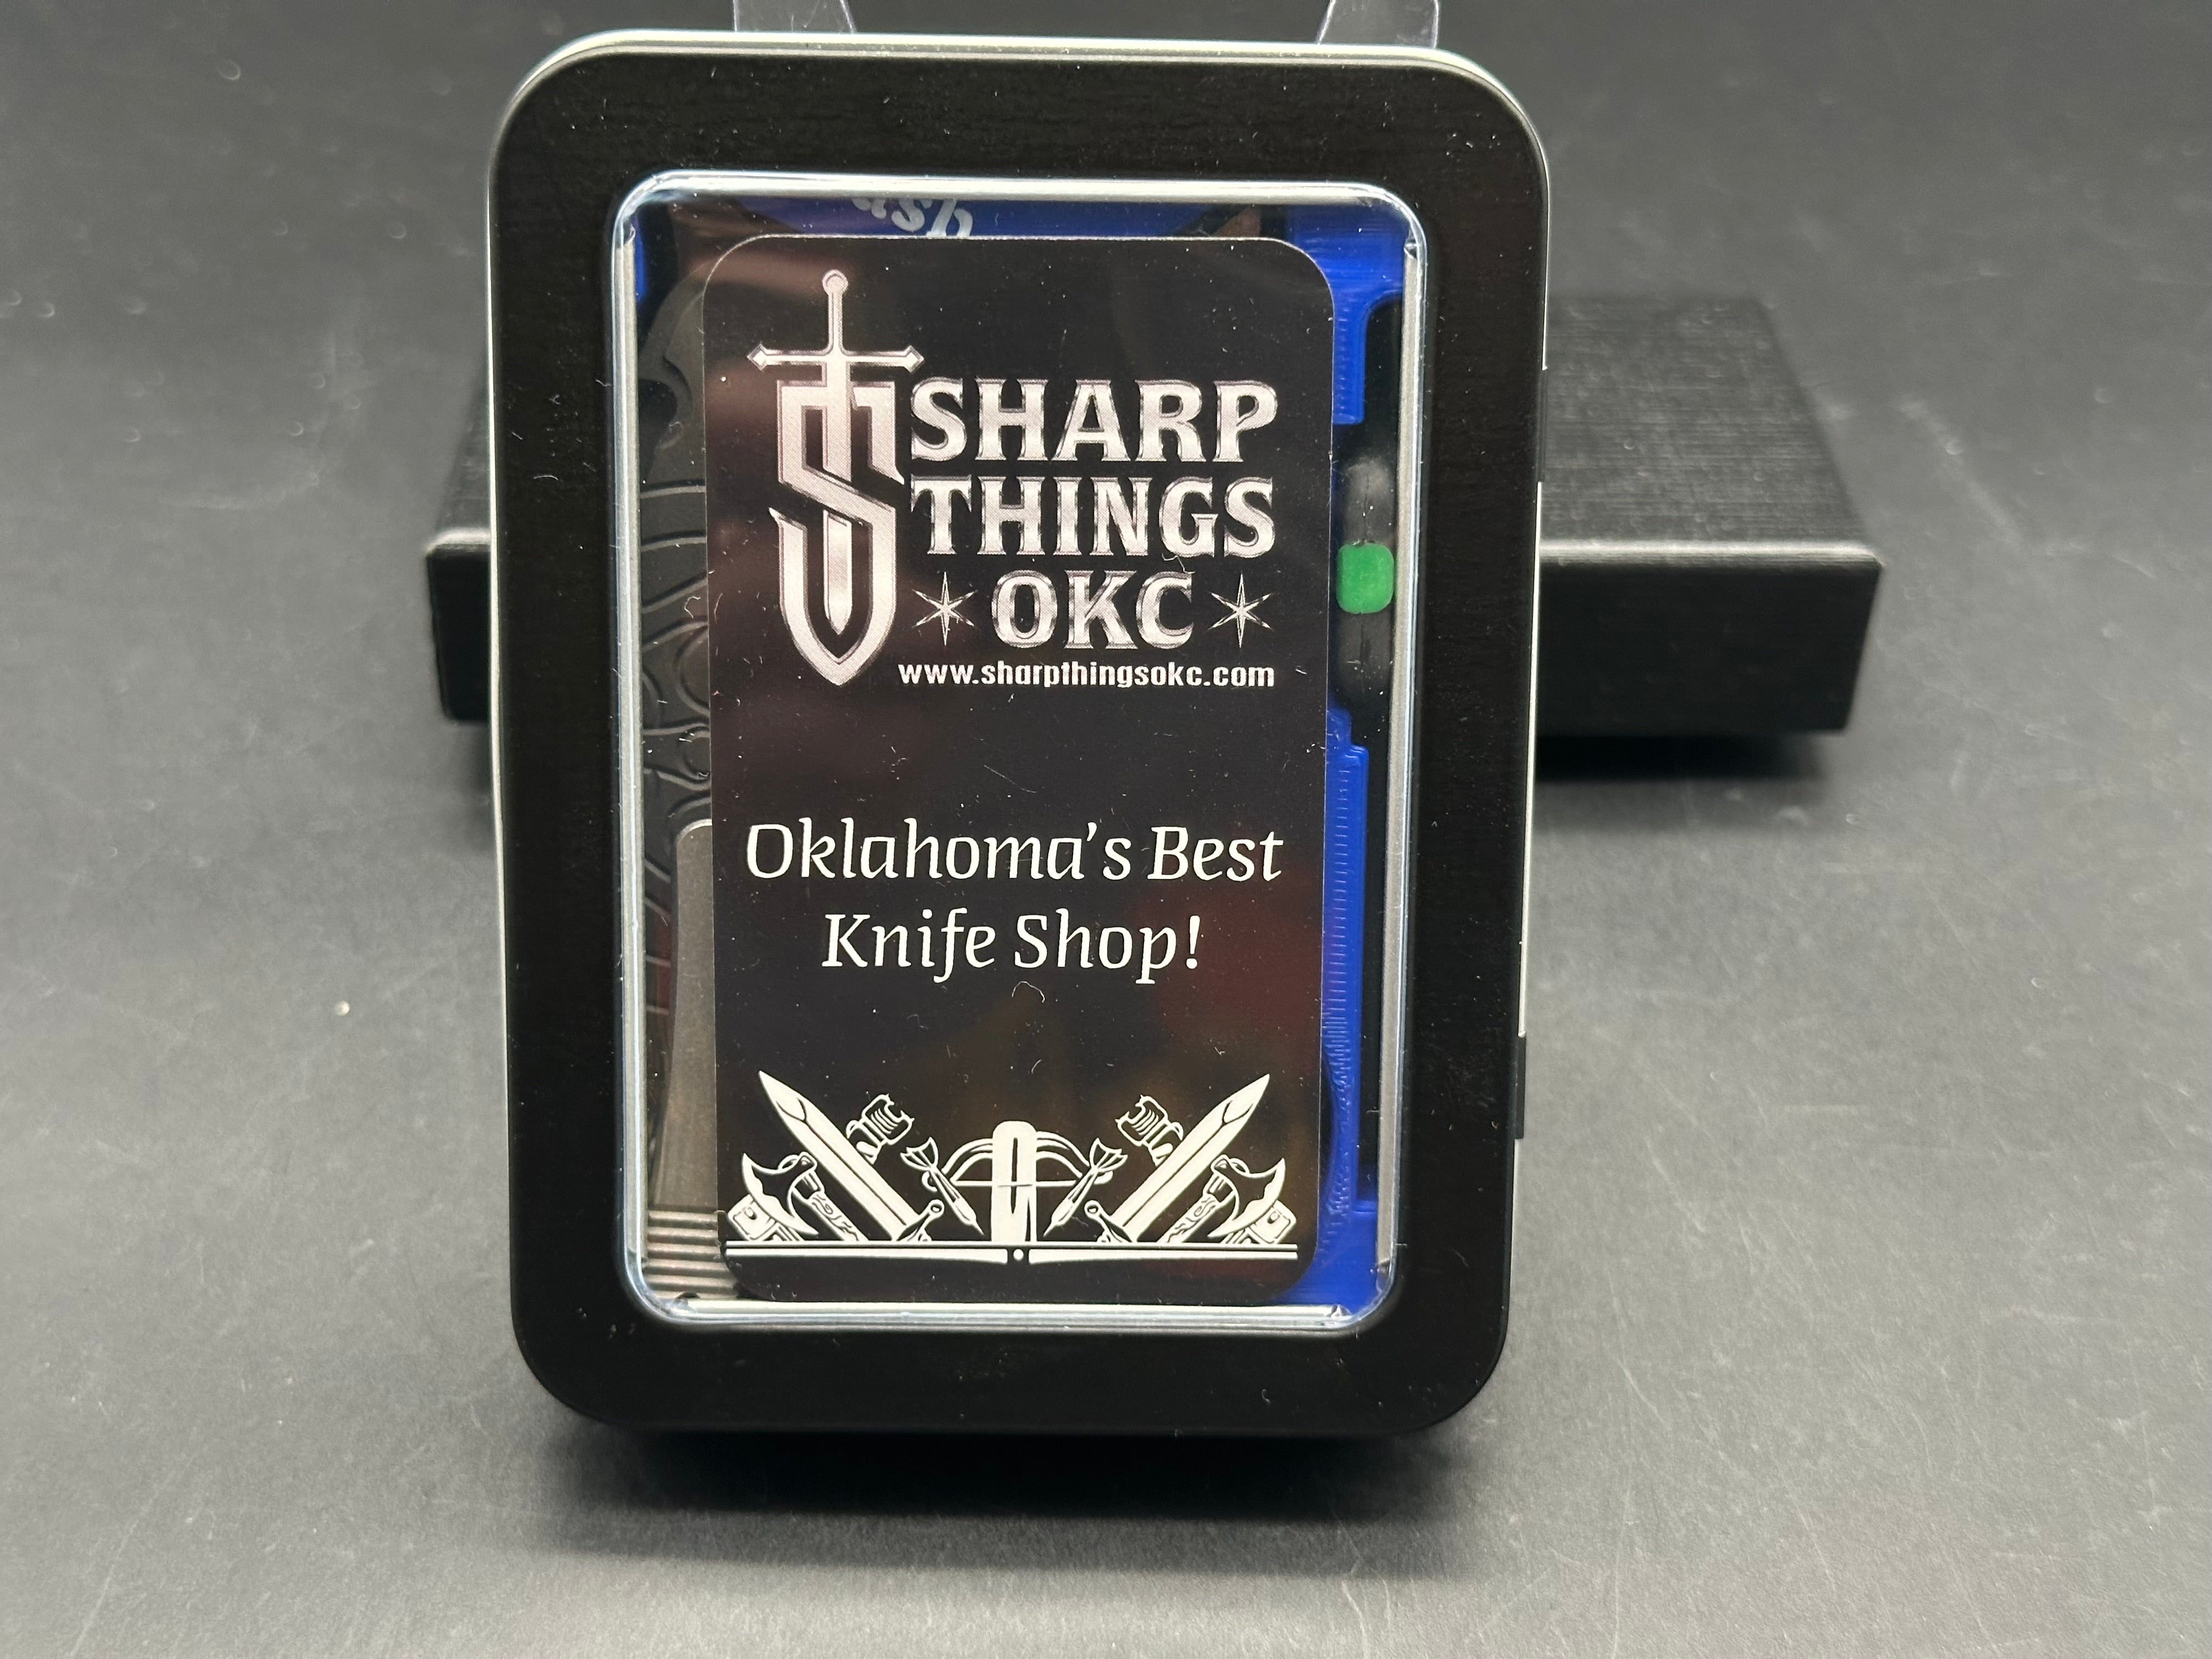 SHARP
THINGS
OKC
www.sharpthingsokc.com
Oklahoma's Best
Knife Shop!